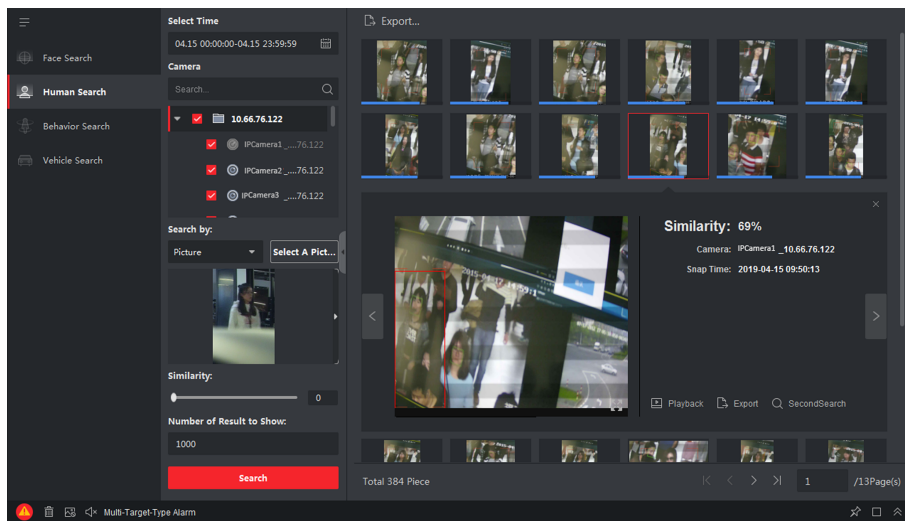 Select Time
04.15 00:00:00-04.15 23:59:59
Camera
Search...
10.66.76.122
IPCamera1 _....76.122
IPCamera2 _....76.122
IPCamera3 _....76.122
Search by:
Picture
Select A Pict...
Similarity:
0
Number of Result to Show:
1000
Search
Face Search
Human Search
Behavior Search
Vehicle Search
Export...
Similarity: 69%
Camera: IPCamera1 _10.66.76.122
Snap Time: 2019-04-15 09:50:13
Playback
Export
SecondSearch
Total 384 Piece
1
/13Page(s)
Multi-Target-Type Alarm